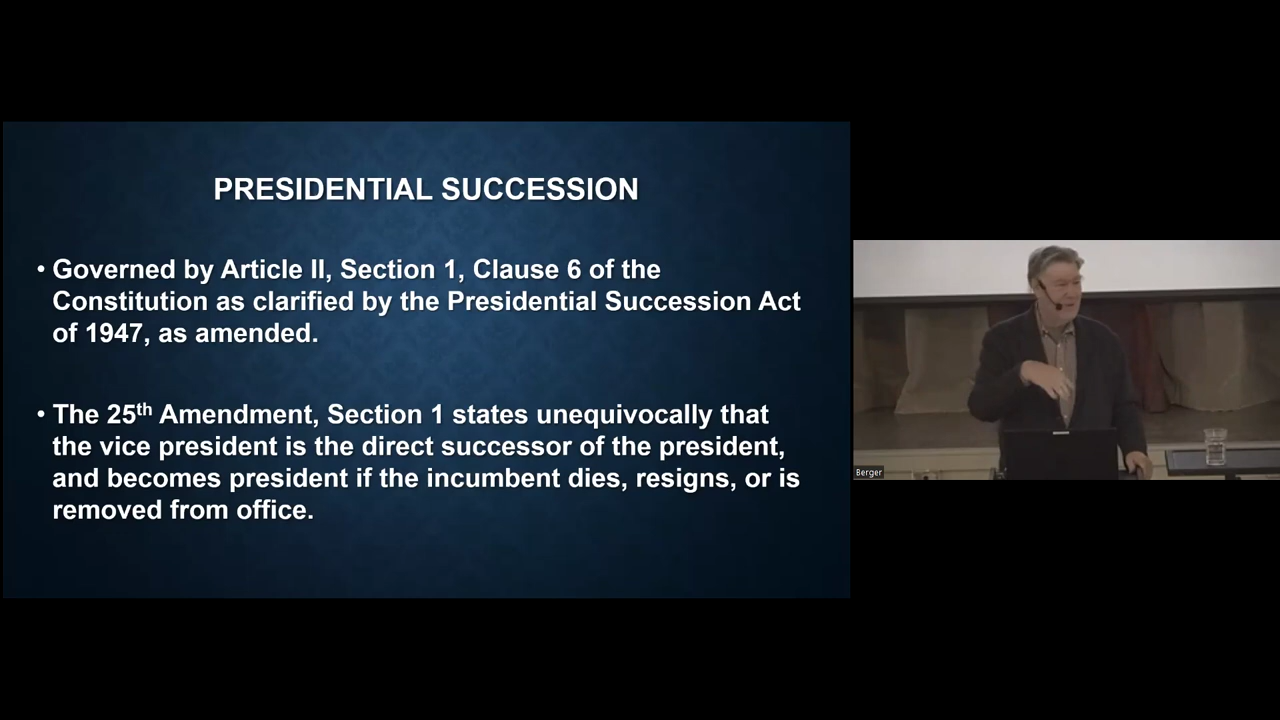 PRESIDENTIAL SUCCESSION
• Governed by Article II, Section 1, Clause 6 of the
Constitution as clarified by the Presidential Succession Act
of 1947, as amended.
• The 25th Amendment, Section 1 states unequivocally that
the vice president is the direct successor of the president,
and becomes president if the incumbent dies, resigns, or is
removed from office.
Berger